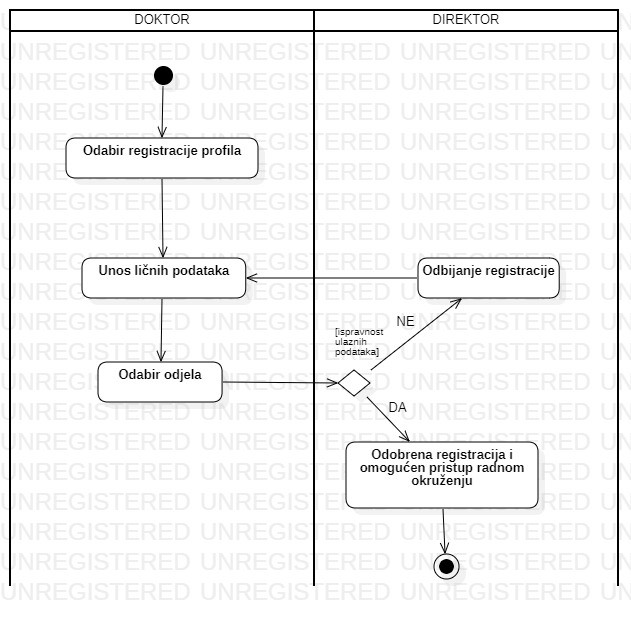 DOKTOR
DIREKTOR
Odabir registracije profila
Unos ličnih podataka
Odbijanje registracije
NE
[ispravnost
ulaznih
podataka]
Odabir odjela
DA
Odobrena registracija i
omogućen pristup radnom
okruženju
UNREGISTERED UNREGISTERED UNREGISTERED UN